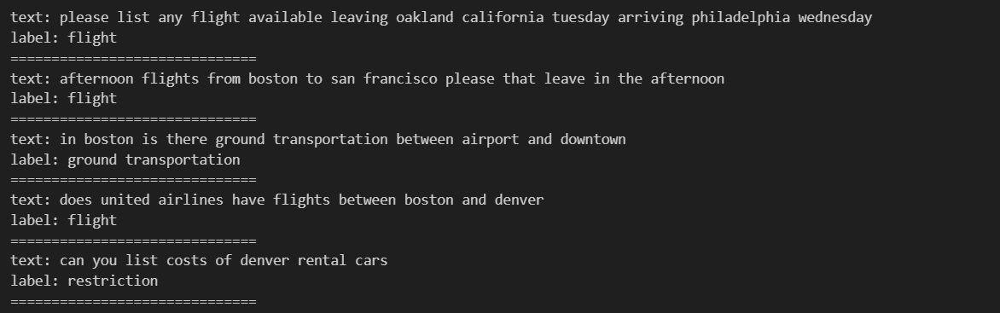 text: please list any flight available leaving oakland california tuesday arriving philadelphia wednesday
label: flight
==============================
text: afternoon flights from boston to san francisco please that leave in the afternoon
label: flight
==============================
text: in boston is there ground transportation between airport and downtown
label: ground transportation
==============================
text: does united airlines have flights between boston and denver
label: flight
==============================
text: can you list costs of denver rental cars
label: restriction
==============================